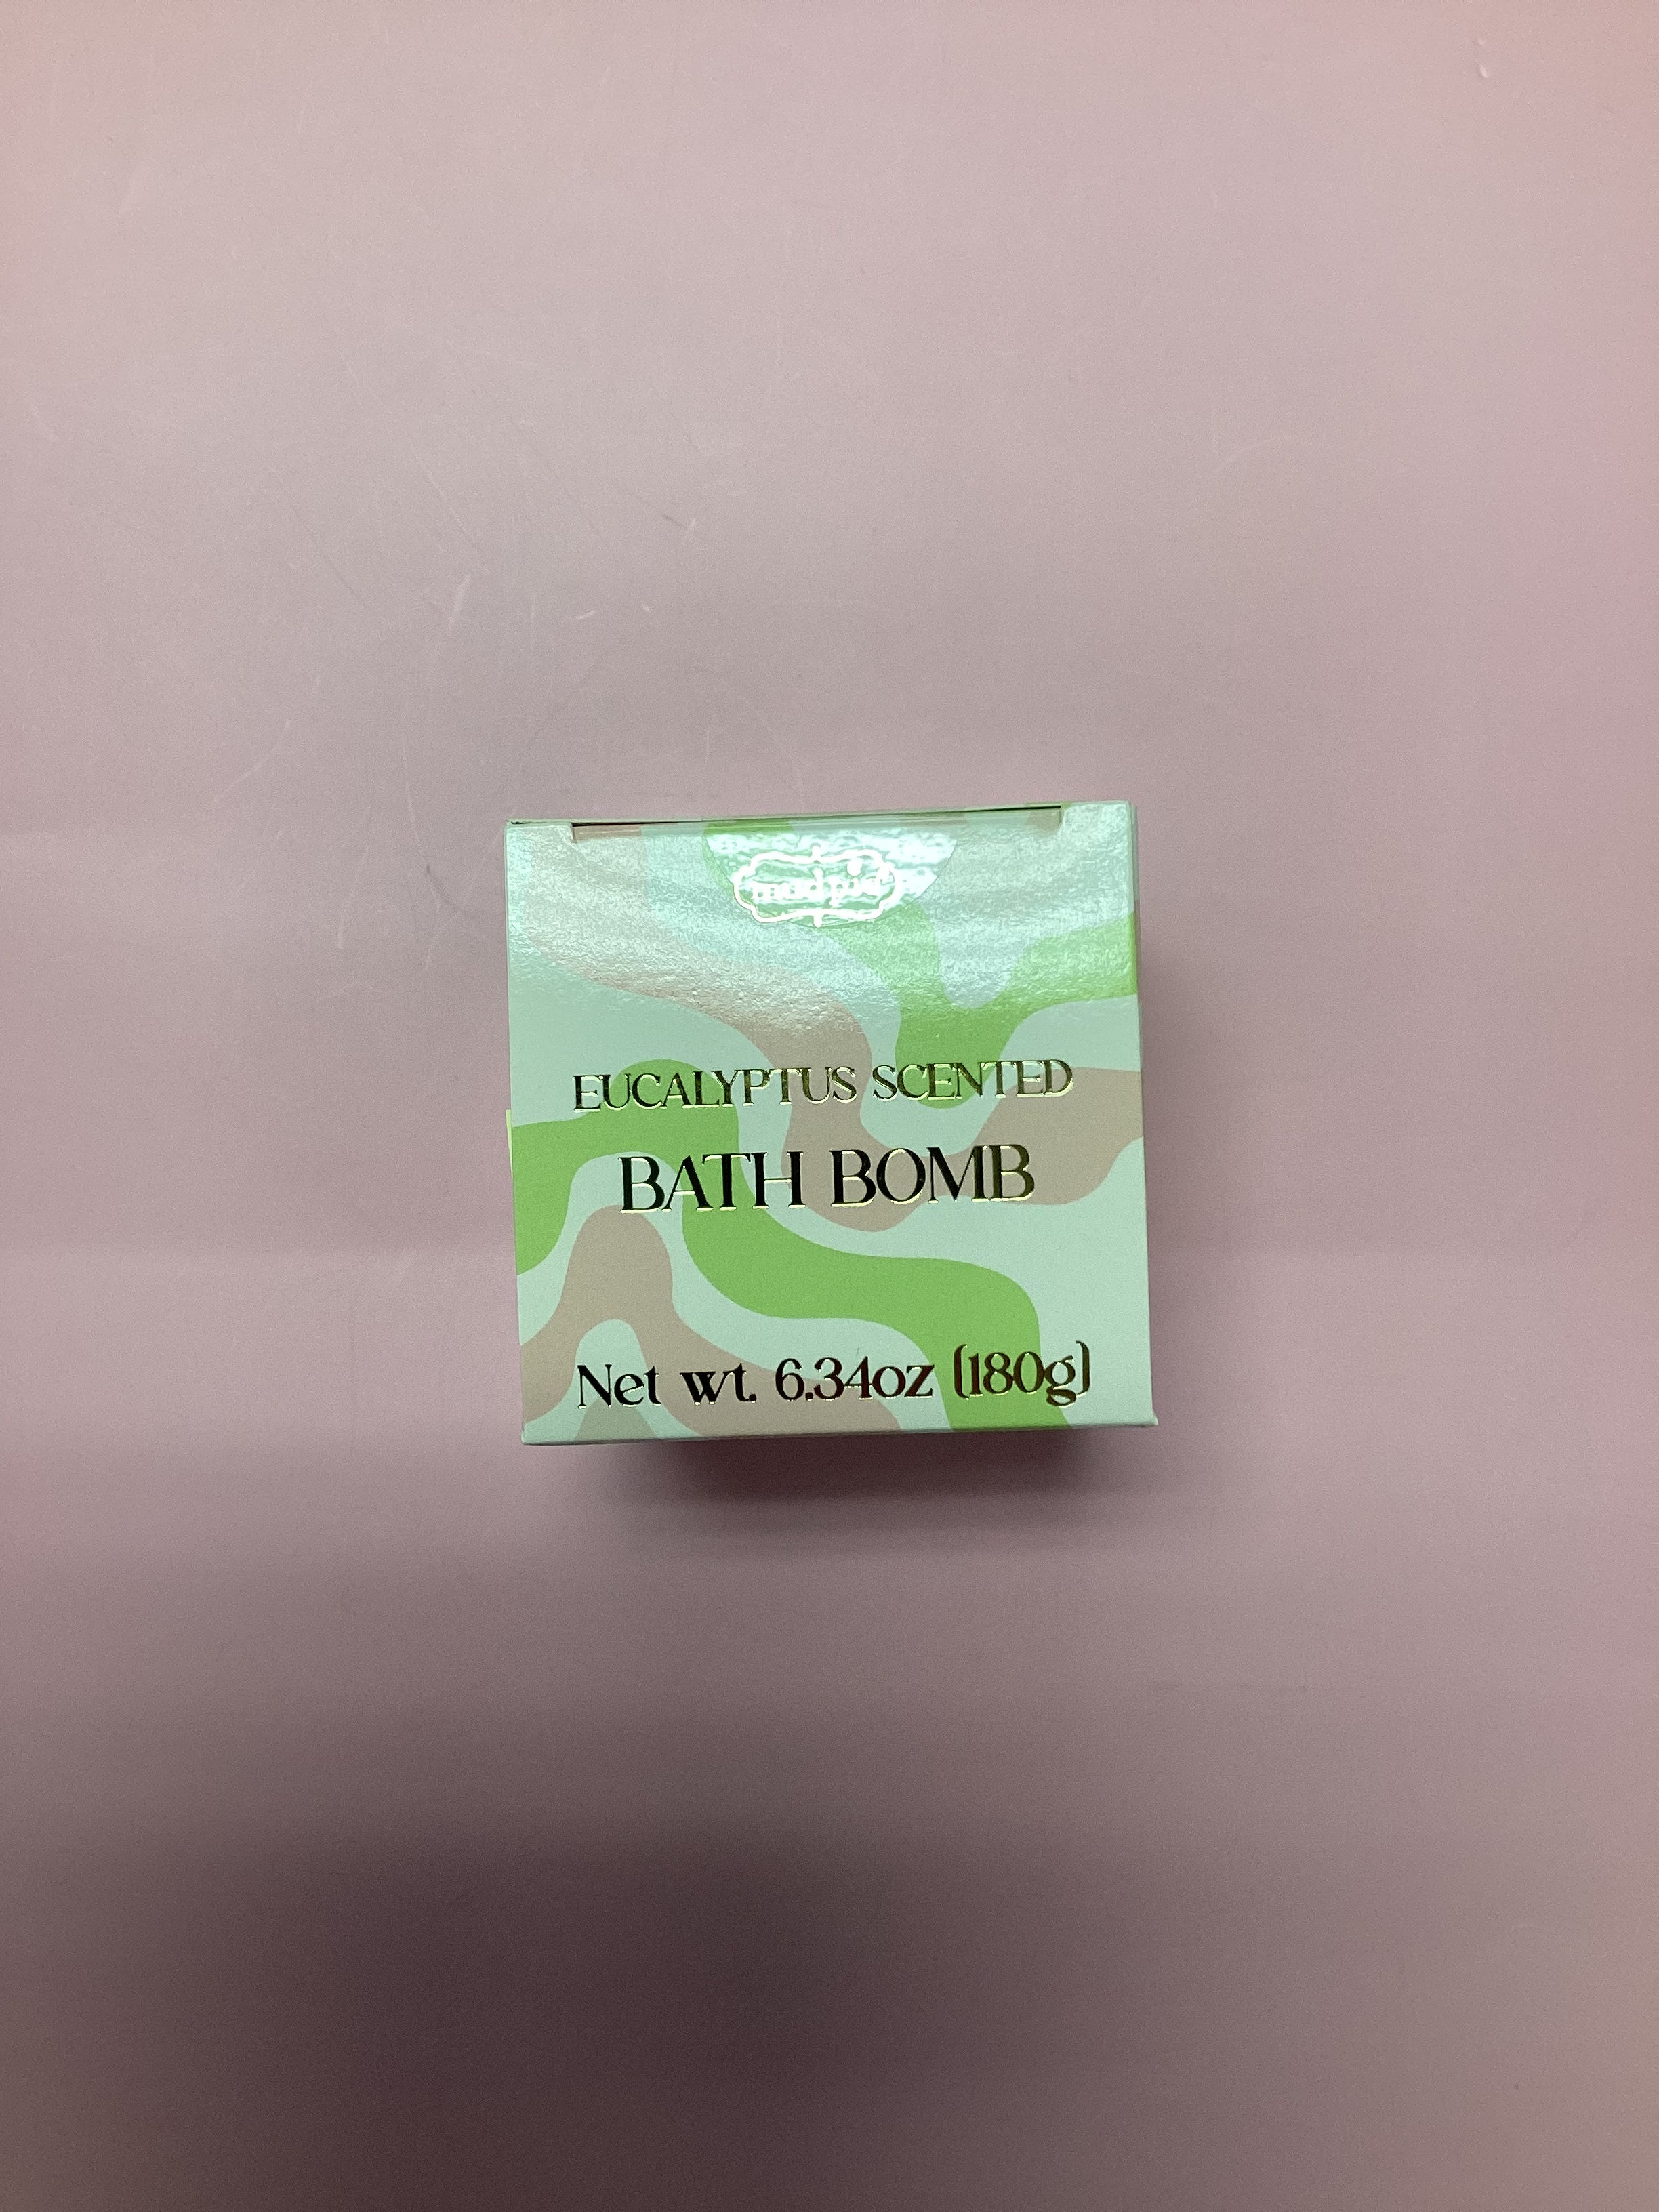 mud pie
EUCALYPTUS SCENTED
BATH BOMB
Net wt. 6.34oz (180g)